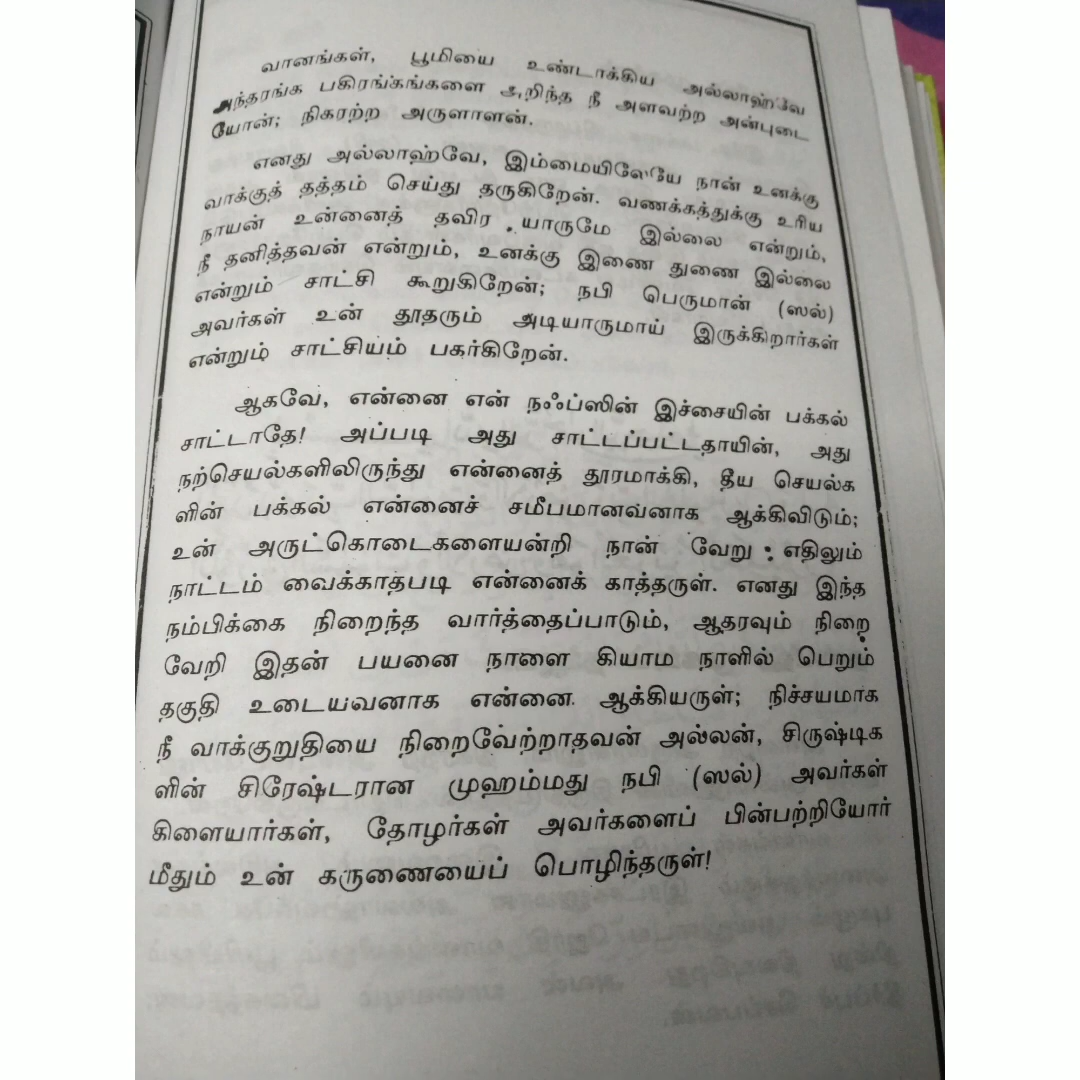 வானங்கள், பூமியை உண்டாக்கிய அல்லாஹ்வே
அந்தரங்க பகிரங்கங்களை அறிந்த நீ அளவற்ற அன்புடை
யோன்; நிகரற்ற அருளாளன்.
எனது அல்லாஹ்வே, இம்மையிலேயே நான் உனக்கு
வாக்குத் தத்தம் செய்து தருகிறேன். வணக்கத்துக்கு உரிய
நாயன் உன்னைத் தவிர யாருமே இல்லை என்றும்,
நீ தனித்தவன் என்றும், உனக்கு இணை துணை இல்லை
என்றும் சாட்சி கூறுகிறேன்; நபி பெருமான் (ஸல்)
அவர்கள் உன் தூதரும் அடியாருமாய் இருக்கிறார்கள்
என்றும் சாட்சியம் பகர்கிறேன்.
ஆகவே, என்னை என் நஃப்ஸின் இச்சையின் பக்கல்
சாட்டாதே! அப்படி அது சாட்டப்பட்டதாயின், அது
நற்செயல்களிலிருந்து என்னைத் தூரமாக்கி, தீய செயல்க
ளின் பக்கல் என்னைச் சமீபமானவனாக ஆக்கிவிடும்;
உன் அருட்கொடைகளையன்றி நான் வேறு எதிலும்
நாட்டம் வைக்காதபடி என்னைக் காத்தருள். எனது இந்த
நம்பிக்கை நிறைந்த வார்த்தைப்பாடும், ஆதரவும் நிறை
வேறி இதன் பயனை நாளை கியாம நாளில் பெறும்
தகுதி உடையவனாக என்னை ஆக்கியருள்; நிச்சயமாக
நீ வாக்குறுதியை நிறைவேற்றாதவன் அல்லன், சிருஷ்டிக
ளின் சிரேஷ்டரான முஹம்மது நபி (ஸல்) அவர்கள்
கிளையார்கள், தோழர்கள் அவர்களைப் பின்பற்றியோர்
மீதும் உன் கருணையைப் பொழிந்தருள்!